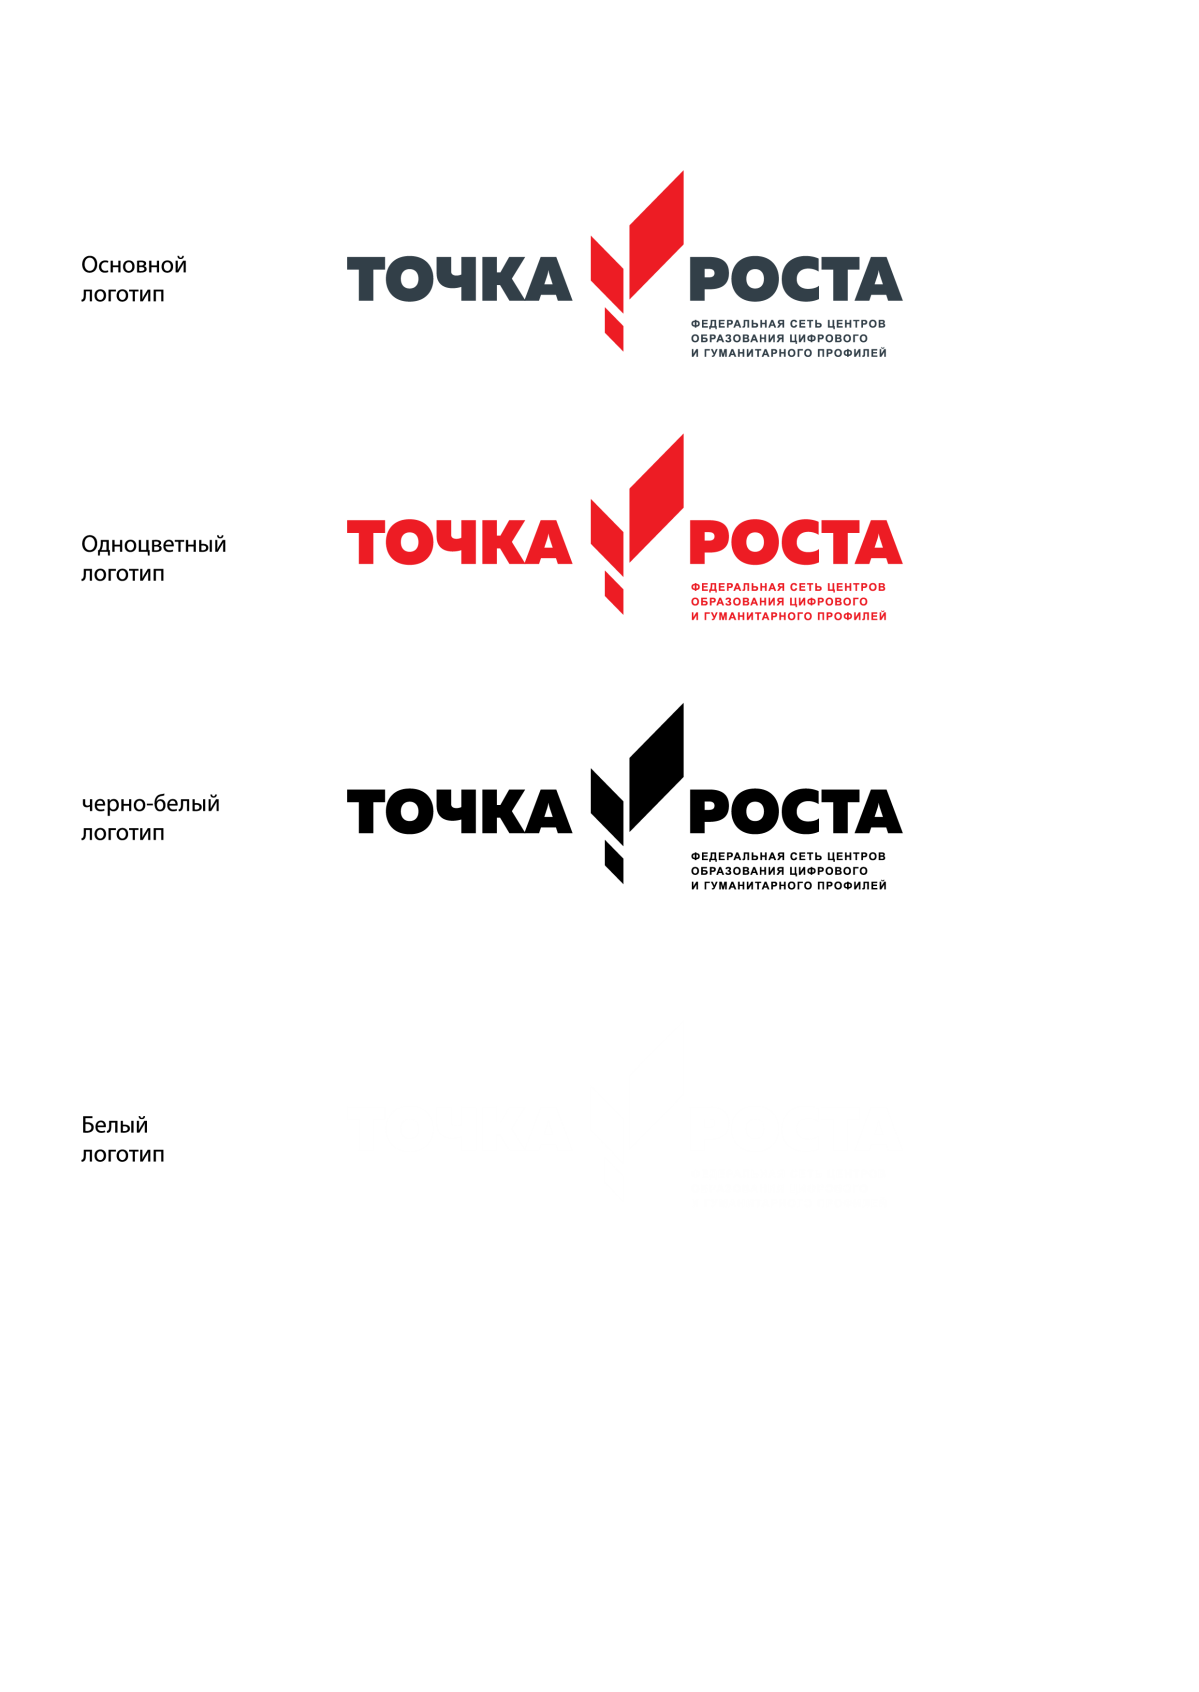 Основной
логотип
ТОЧКА РОСТА
ФЕДЕРАЛЬНАЯ СЕТЬ ЦЕНТРОВ
ОБРАЗОВАНИЯ ЦИФРОВОГО
И ГУМАНИТАРНОГО ПРОФИЛЕЙ
Одноцветный
логотип
ТОЧКА РОСТА
ФЕДЕРАЛЬНАЯ СЕТЬ ЦЕНТРОВ
ОБРАЗОВАНИЯ ЦИФРОВОГО
И ГУМАНИТАРНОГО ПРОФИЛЕЙ
черно-белый
логотип
ТОЧКА РОСТА
ФЕДЕРАЛЬНАЯ СЕТЬ ЦЕНТРОВ
ОБРАЗОВАНИЯ ЦИФРОВОГО
И ГУМАНИТАРНОГО ПРОФИЛЕЙ
Белый
логотип